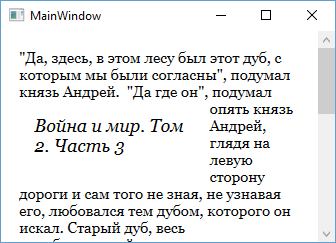 MainWindow
"Да, здесь, в этом лесу был этот дуб, с
которым мы были согласны", подумал
князь Андрей.  "Да где он", подумал
опять князь
Андрей,
глядя на
левую
сторону
Война и мир. Том
2. Часть 3
дороги и сам того не зная, не узнавая
его, любовался тем дубом, которого он
искал. Старый дуб, весь